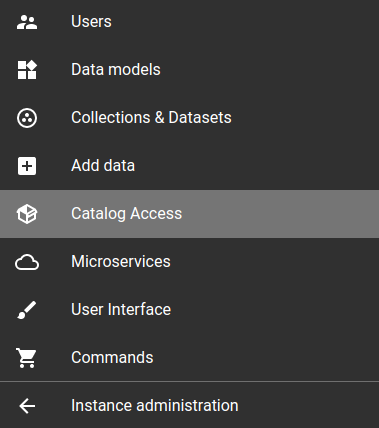 Users
Data models
Collections & Datasets
Add data
Catalog Access
Microservices
User Interface
Commands
Instance administration